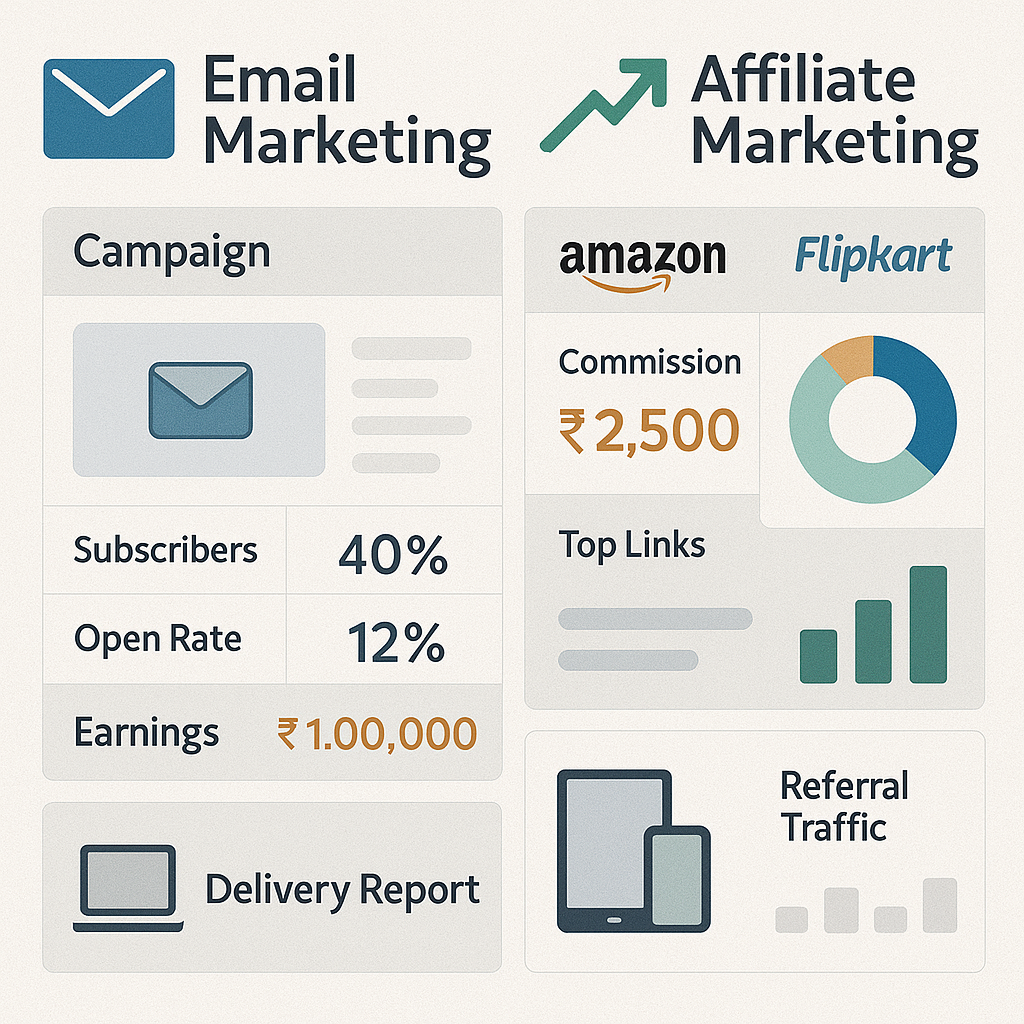 Email
Marketing
Campaign
Subscribers 40%
Open Rate 12%
Earnings ₹1.00,000
Delivery Report
Affiliate
Marketing
amazon Flipkart
Commission
₹2,500
Top Links
Referral
Traffic